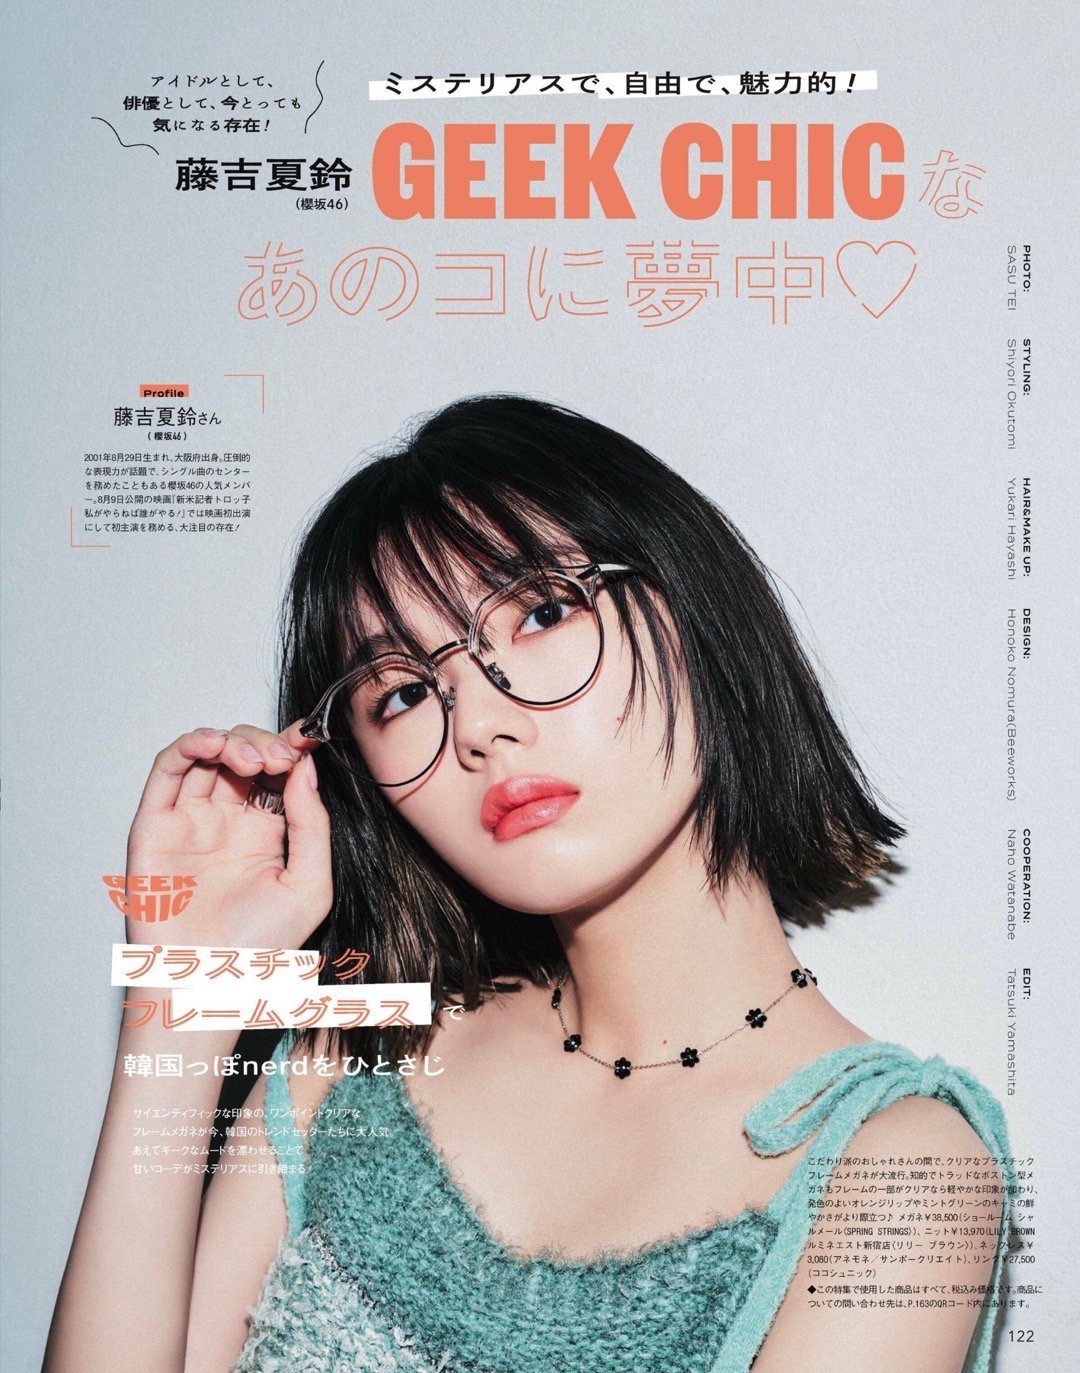 アイドルとして、
俳優として、今とっても
気になる存在！
藤吉夏鈴
（櫻坂46）
ミステリアスで、自由で、魅力的！
GEEK CHICな
あのコに夢中♡
Profile
藤吉夏鈴さん
（櫻坂46）
2001年8月29日生まれ、大阪府出身。圧倒的
な表現力が話題で、シングル曲のセンター
を務めたこともある櫻坂46の人気メンバ
ー。8月9日公開の映画『新米記者トロッ子
私がやらねば誰がやる！』では映画初出演
にして初主演を務める、大注目の存在！
PHOTO:
SASU TEI
STYLING:
Shiyori Okutomi
HAIR&MAKE UP:
Yukari Hayashi
DESIGN:
Honoko Nomura(Beeworks)
COOPERATION:
Naho Watanabe
EDIT:
Tatsuki Yamashita
GEEK
CHIC
プラスチック
フレームグラスで
韓国っぽnerdをひとさじ
サイエンティフィックな印象の、ワンポイントクリアな
フレームメガネが今、韓国のトレンドセッターたちに大人気。
あえてギークなムードを漂わせることで
甘いコーデがミステリアスに引き締まる！
こだわり派のおしゃれさんの間で、クリアなプラスチック
フレームメガネが大流行。知的でトラッドなボストン型メ
ガネもフレームの一部がクリアなら軽やかな印象が加わり、
発色のよいオレンジリップやミントグリーンのキャミの鮮
やかさがより際立つ♪ メガネ¥38,500（ショールーム シャ
ルメール〈SPRING STRINGS〉）、ニット¥13,970（LILY BROWN
ルミネエスト新宿店〈リリー ブラウン〉）、ネックレス¥
3,080（アネモネ／サンポークリエイト）、リング¥27,500
（ココシュニック）
◆この特集で使用した商品はすべて、税込み価格です。商品に
ついての問い合わせ先は、P.163のQRコード内にあります。
122